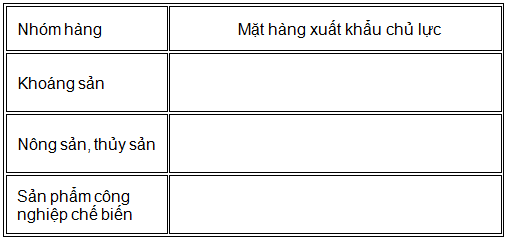 Nhóm hàng
Mặt hàng xuất khẩu chủ lực
Khoáng sản
Nông sản, thủy sản
Sản phẩm công
nghiệp chế biến